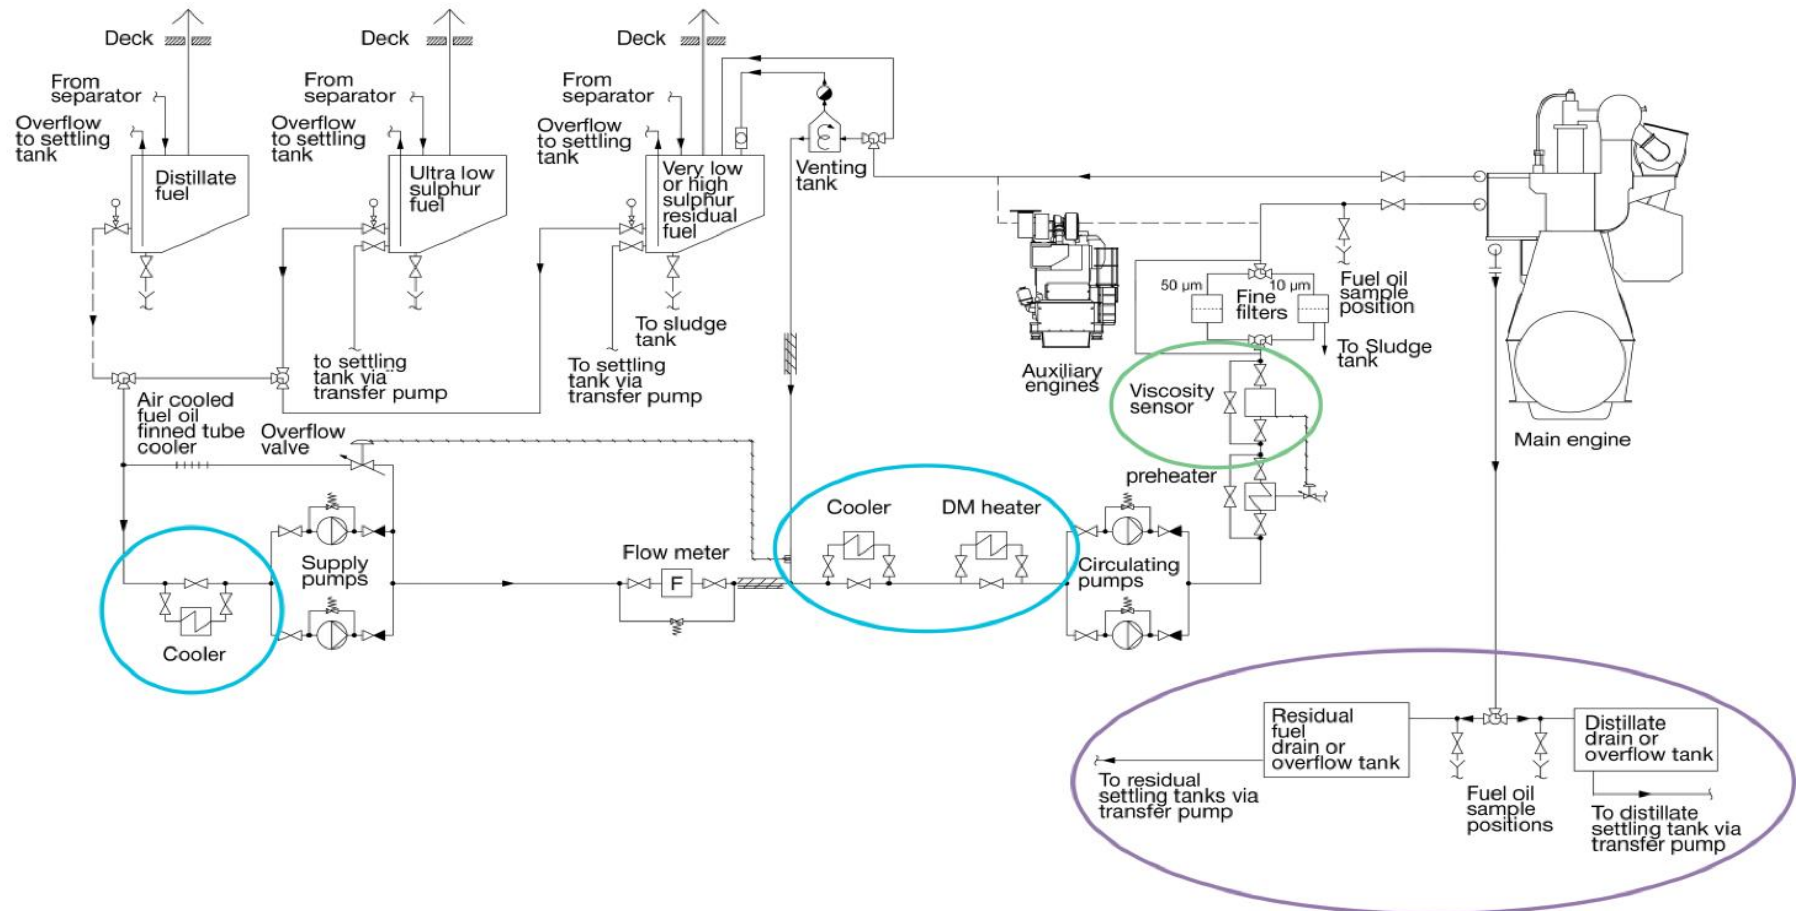 Deck
Deck
Deck
From
separator
From
separator
From
separator
Overflow
to settling
tank
Overflow
to settling
tank
Overflow
to settling
tank
Distillate
fuel
Ultra low
sulphur
fuel
Very low
or high
sulphur
residual
fuel
Venting
tank
50 µm
10 µm
Fine
filters
Fuel oil
sample
position
To Sludge
tank
To sludge
tank
to settling
tank via
transfer pump
To settling
tank via
transfer pump
Auxiliary
engines
Viscosity
sensor
Main engine
Air cooled
fuel oil
finned tube
cooler
Overflow
valve
preheater
Supply
pumps
Flow meter
F
Cooler
DM heater
Circulating
pumps
Cooler
Residual
fuel
drain or
overflow tank
Distillate
drain or
overflow tank
To residual
settling tanks via
transfer pump
Fuel oil
sample
positions
To distillate
settling tank via
transfer pump